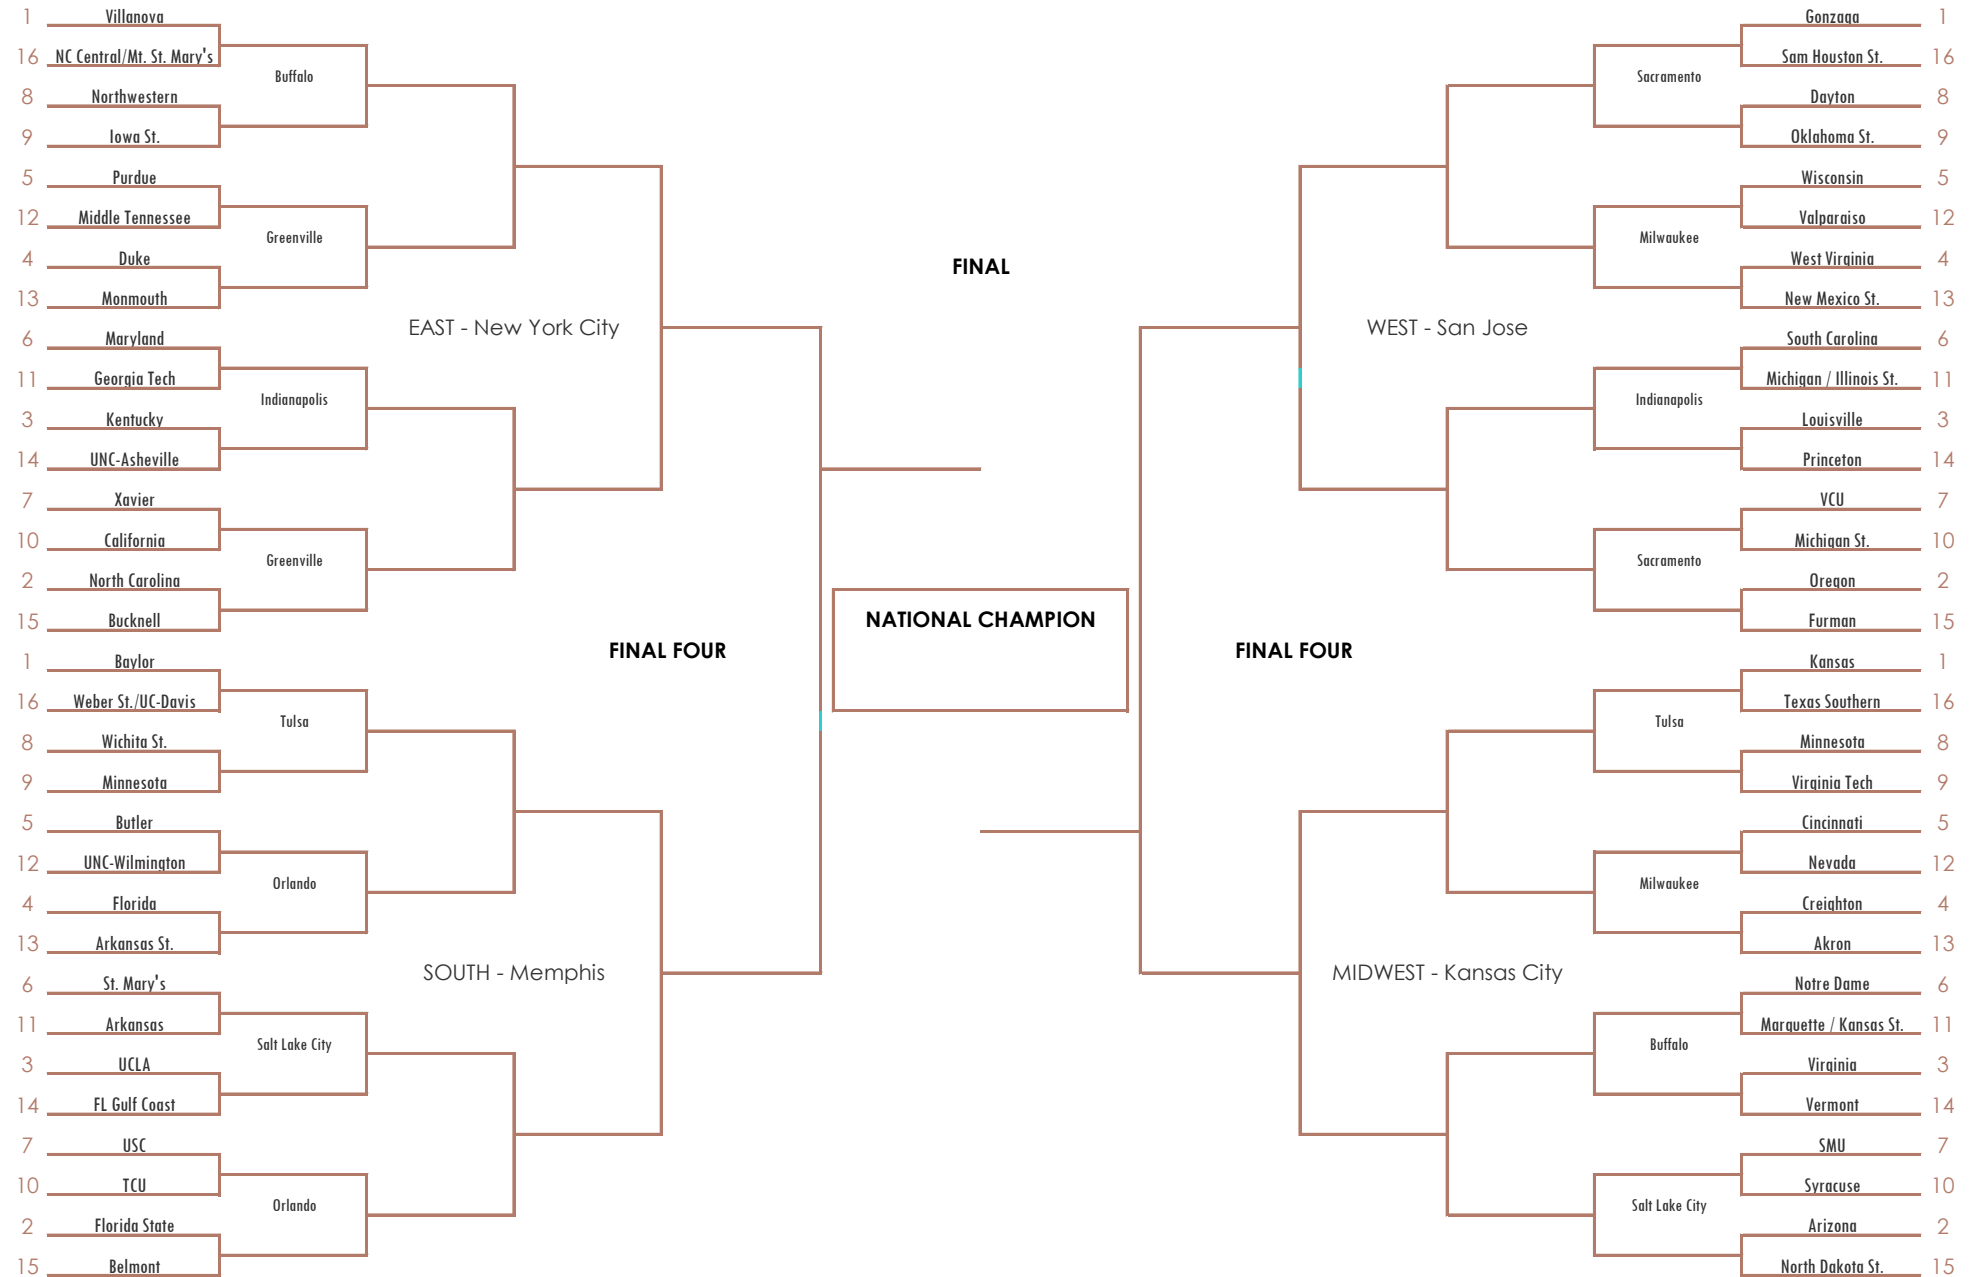 1 Villanova
16 NC Central/Mt. St. Mary's
Buffalo
8 Northwestern
9 Iowa St.
5 Purdue
12 Middle Tennessee
Greenville
4 Duke
13 Monmouth
EAST - New York City
6 Maryland
11 Georgia Tech
Indianapolis
3 Kentucky
14 UNC-Asheville
7 Xavier
10 California
Greenville
2 North Carolina
15 Bucknell
FINAL FOUR
1 Baylor
16 Weber St./UC-Davis
Tulsa
8 Wichita St.
9 Minnesota
5 Butler
12 UNC-Wilmington
Orlando
4 Florida
13 Arkansas St.
SOUTH - Memphis
6 St. Mary's
11 Arkansas
Salt Lake City
3 UCLA
14 FL Gulf Coast
7 USC
10 TCU
Orlando
2 Florida State
15 Belmont
FINAL
NATIONAL CHAMPION
Gonzaga 1
Sam Houston St. 16
Sacramento
Dayton 8
Oklahoma St. 9
Wisconsin 5
Valparaiso 12
Milwaukee
West Virginia 4
New Mexico St. 13
WEST - San Jose
South Carolina 6
Michigan / Illinois St. 11
Indianapolis
Louisville 3
Princeton 14
VCU 7
Michigan St. 10
Sacramento
Oregon 2
Furman 15
FINAL FOUR
Kansas 1
Texas Southern 16
Tulsa
Minnesota 8
Virginia Tech 9
Cincinnati 5
Nevada 12
Milwaukee
Creighton 4
Akron 13
MIDWEST - Kansas City
Notre Dame 6
Marquette / Kansas St. 11
Buffalo
Virginia 3
Vermont 14
SMU 7
Syracuse 10
Salt Lake City
Arizona 2
North Dakota St. 15